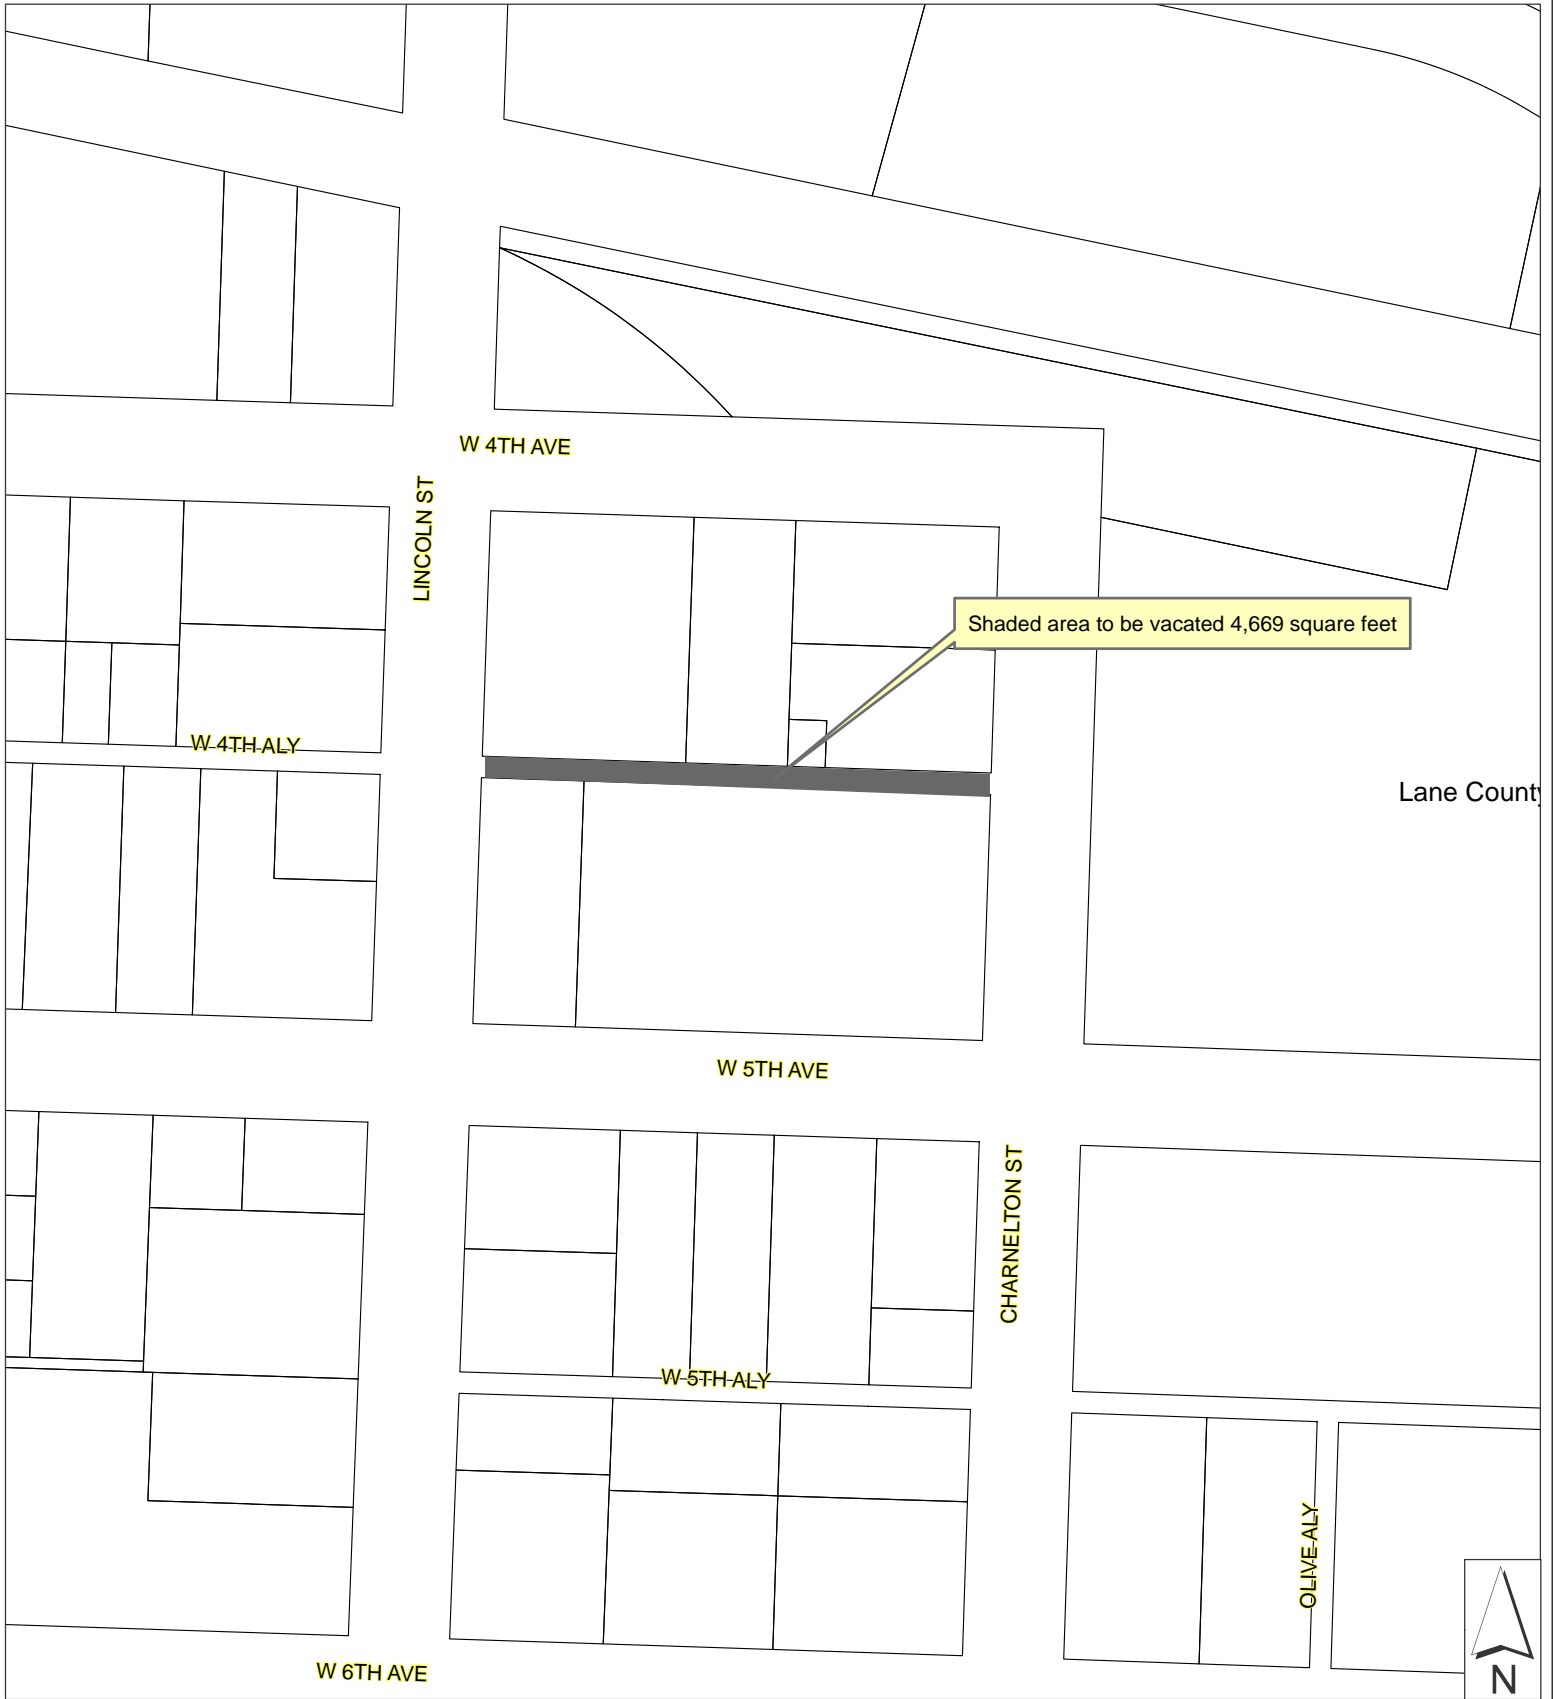 W 4TH AVE
LINCOLN ST
Shaded area to be vacated 4,669 square feet
W 4TH ALY
Lane County
W 5TH AVE
CHARNELTON ST
W 5TH ALY
OLIVE ALY
W 6TH AVE
N